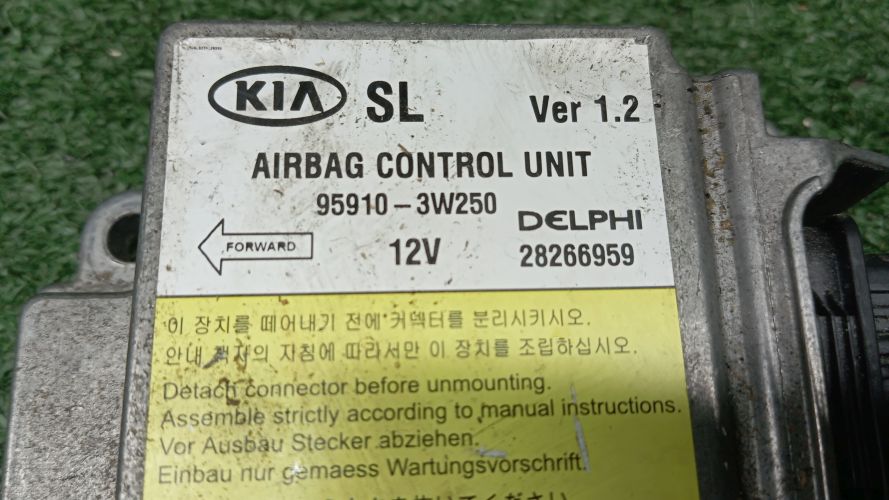 KIA SL Ver 1.2
AIRBAG CONTROL UNIT
95910-3W250
DELPHI
FORWARD 12V 28266959
이 장치를 떼어내기 전에 커넥터를 분리시키시오.
안내 책자의 지침에 따라서만 이 장치를 조립하십시오.
Detach connector before unmounting.
Assemble strictly according to manual instructions.
Vor Ausbau Stecker abziehen.
Einbau nur gemaess Wartungsvorschrift.